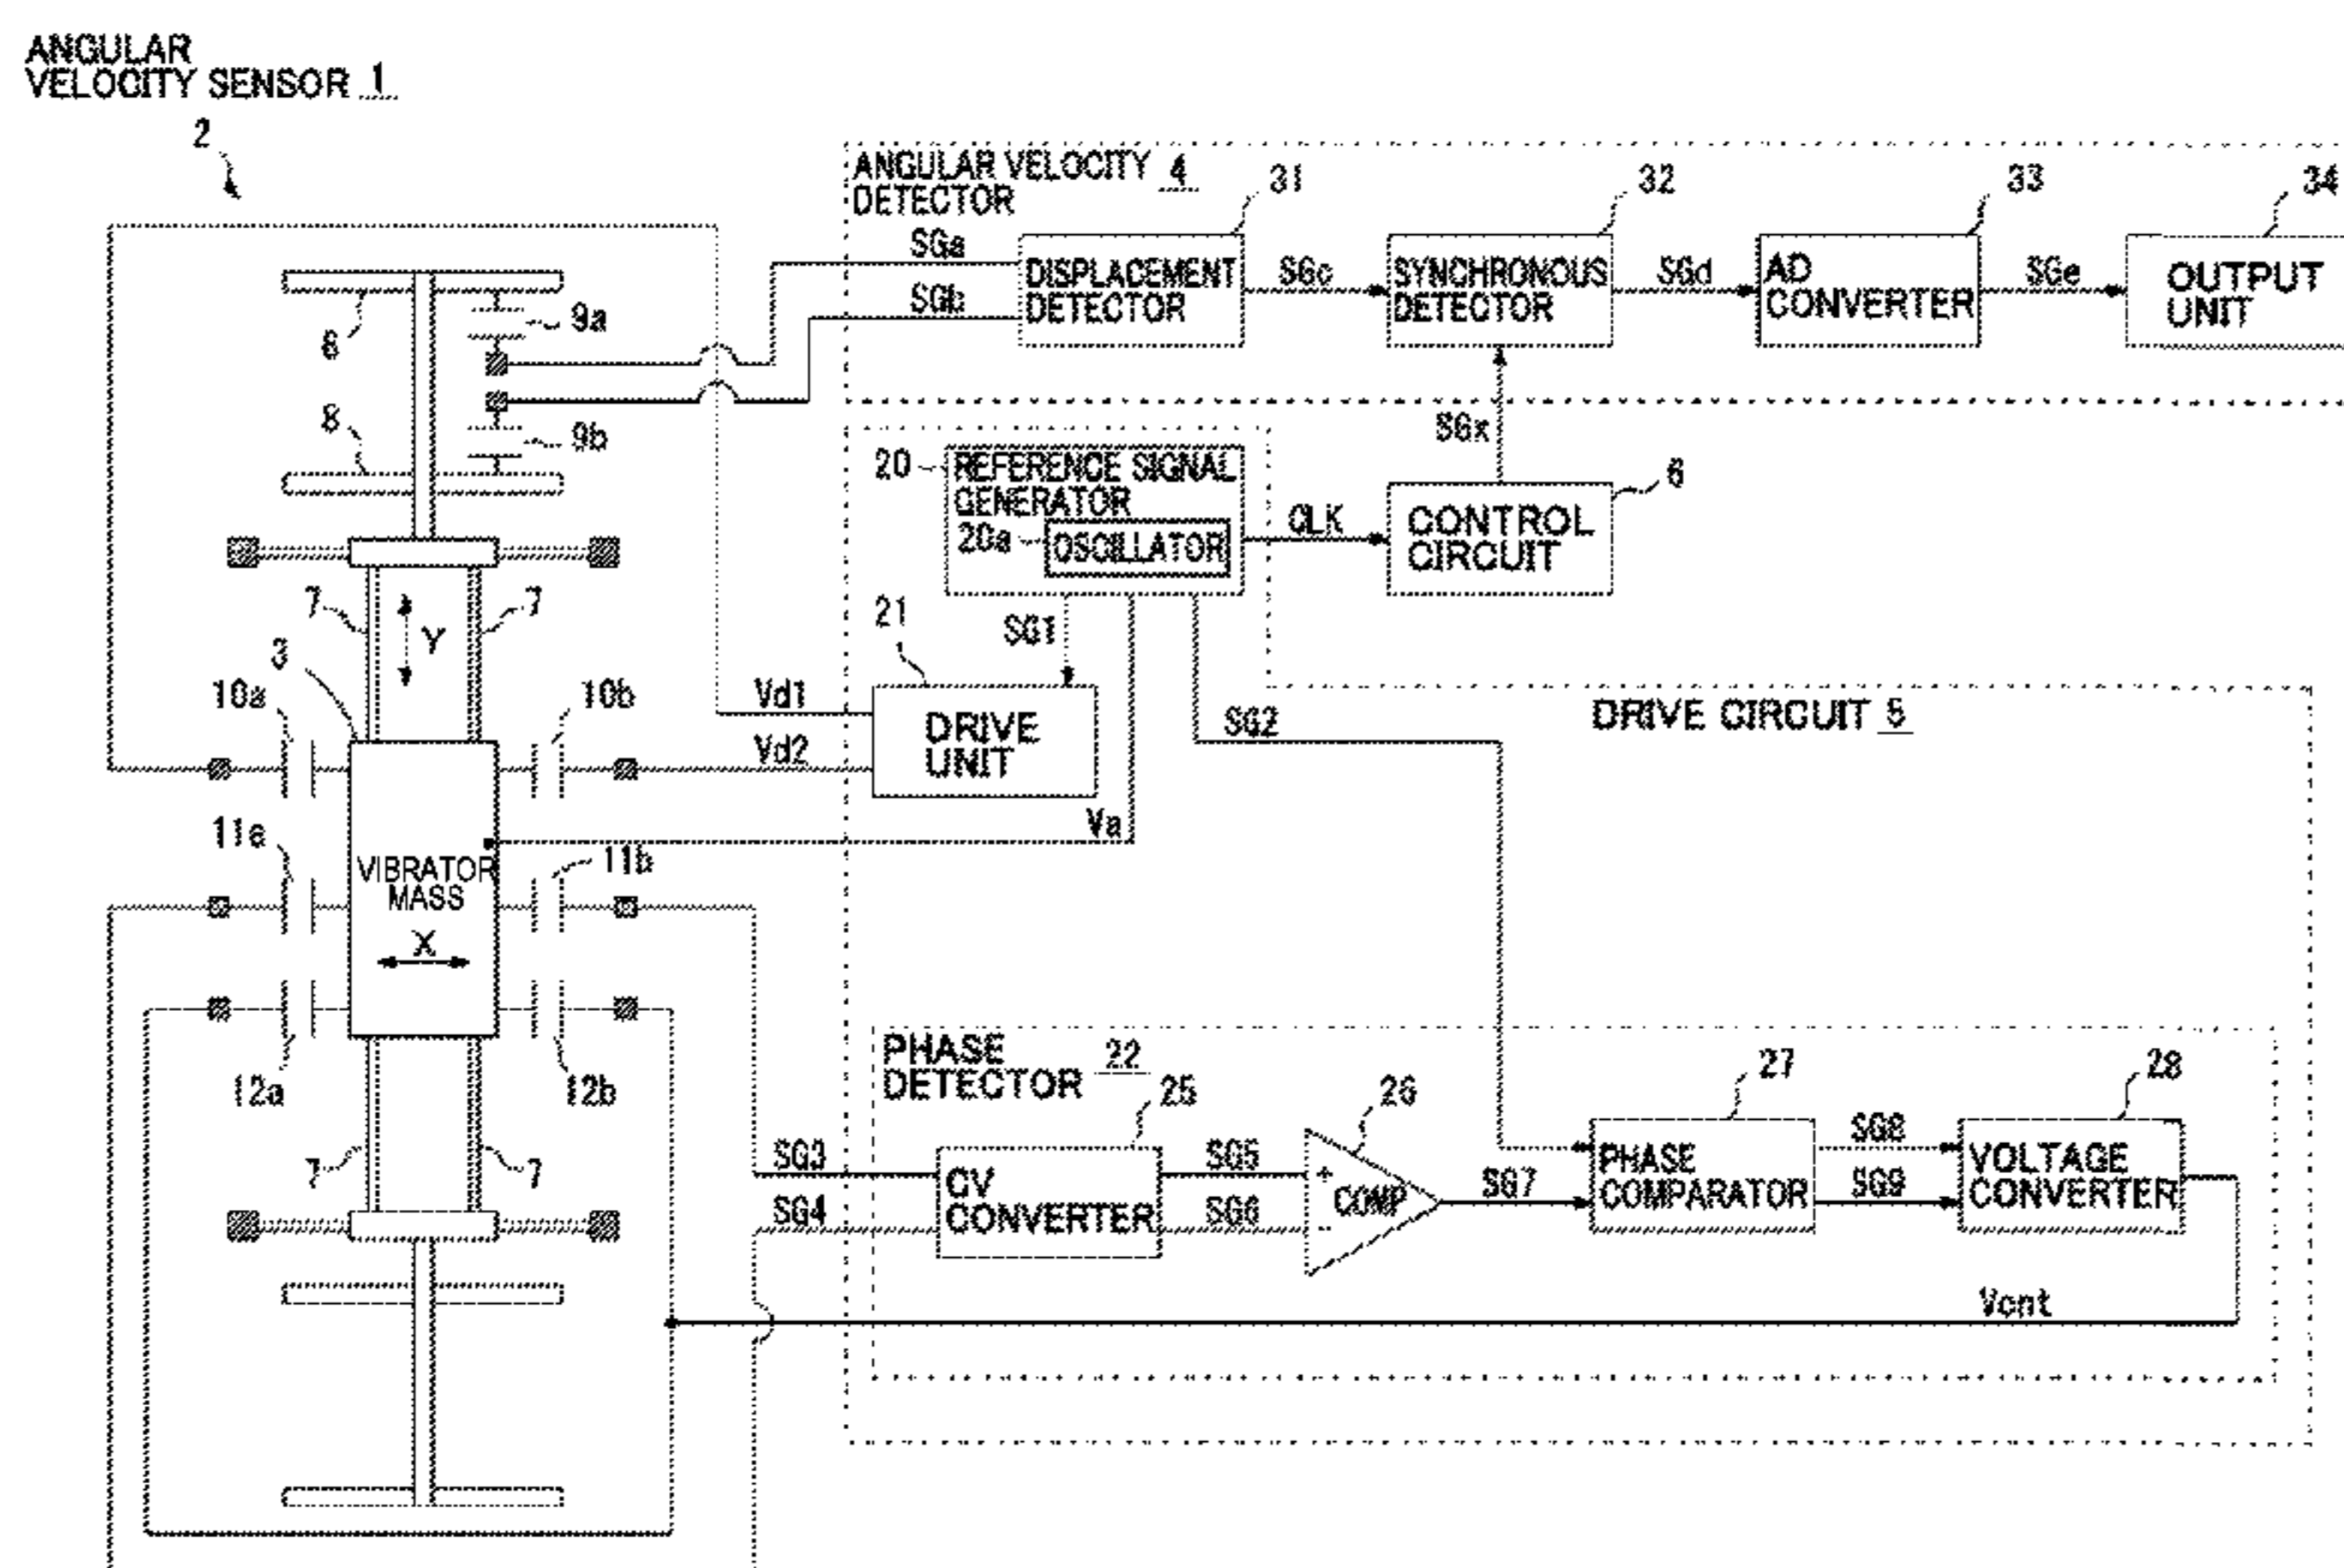 ANGULAR
VELOCITY SENSOR 1
2
ANGULAR VELOCITY 4
DETECTOR
31
32
33
34
SGa
SGb
DISPLACEMENT
DETECTOR
SGc
SYNCHRONOUS
DETECTOR
SGd
AD
CONVERTER
SGe
OUTPUT
UNIT
9a
6
8
9b
SGx
20
REFERENCE SIGNAL
GENERATOR
20a
OSCILLATOR
CLK
CONTROL
CIRCUIT
6
7
7
Y
3
SG1
21
10a
10b
Vd1
Vd2
DRIVE
UNIT
SG2
DRIVE CIRCUIT 5
Va
11a
11b
VIBRATOR
MASS
X
12a
12b
PHASE
DETECTOR 22
25
26
27
28
7
7
SG3
SG4
CV
CONVERTER
SG5
SG6
+
COMP
-
SG7
PHASE
COMPARATOR
SG8
SG9
VOLTAGE
CONVERTER
Vcnt